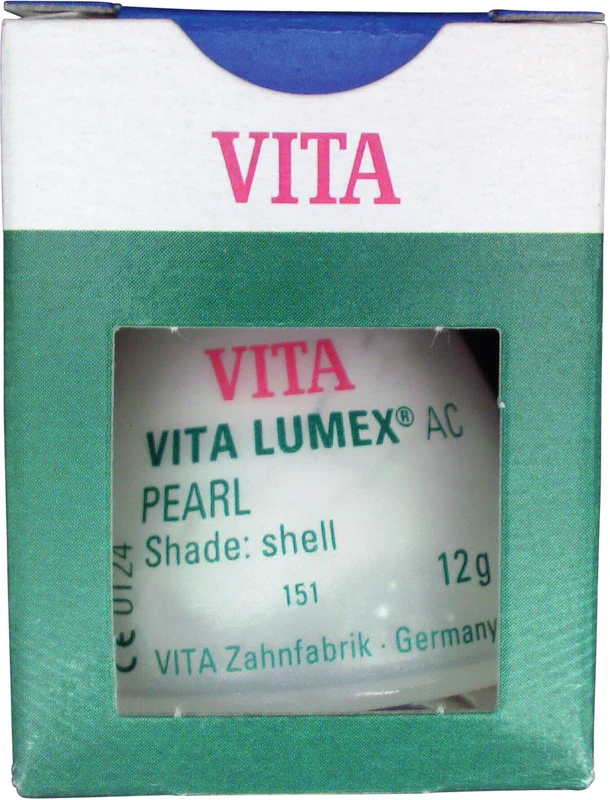 VITA
VITA
VITA LUMEX® AC
PEARL
Shade: shell
12g
151
VITA Zahnfabrik · Germany
CE 0124